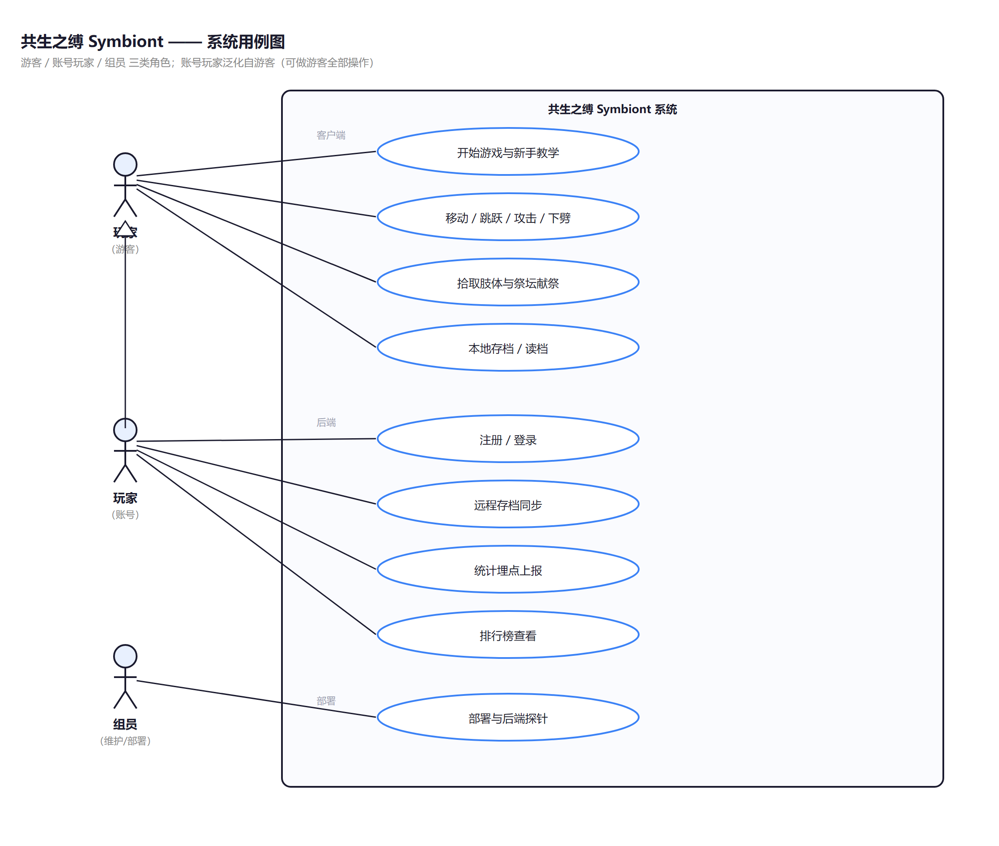 共生之缚 Symbiont —— 系统用例图
游客 / 账号玩家 / 组员 三类角色；账号玩家泛化自游客（可做游客全部操作）
共生之缚 Symbiont 系统
客户端
开始游戏与新手教学
移动 / 跳跃 / 攻击 / 下劈
玩家
（游客）
拾取肢体与祭坛献祭
本地存档 / 读档
后端
注册 / 登录
玩家
（账号）
远程存档同步
统计埋点上报
排行榜查看
部署
部署与后端探针
组员
（维护/部署）